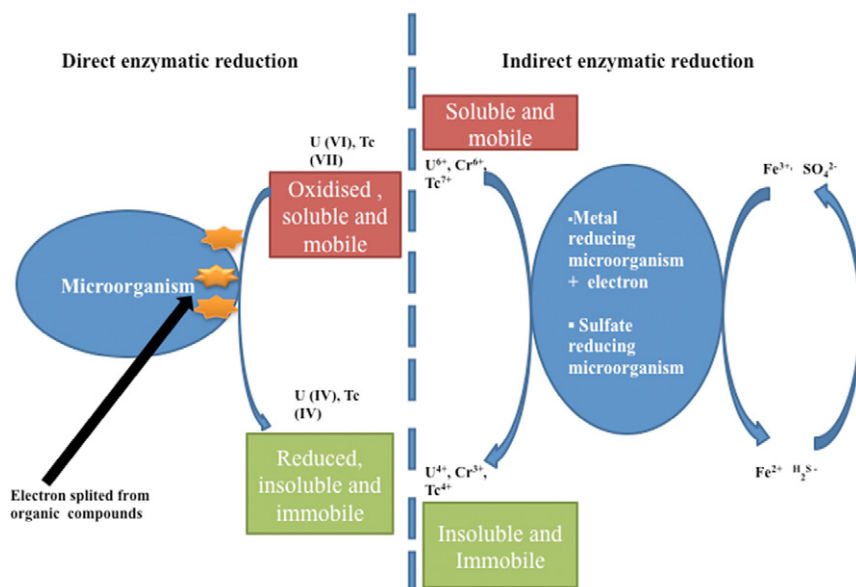 Direct enzymatic reduction
U (VI), Tc
(VII)
Oxidised ,
soluble and
mobile
Microorganism
U (IV), Tc
(IV)
Reduced,
insoluble and
immobile
Electron splited from
organic compounds
Indirect enzymatic reduction
Soluble and
mobile
U⁶⁺, Cr⁶⁺,
Tc⁷⁺
▪Metal
reducing
microorganism
+ electron
▪ Sulfate
reducing
microorganism
Fe³⁺, SO₄²⁻
U⁴⁺, Cr³⁺,
Tc⁴⁺
Fe²⁺ H₂S-
Insoluble and
Immobile